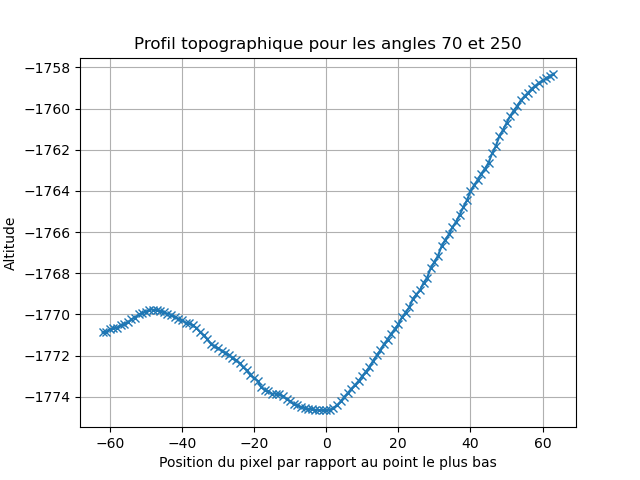 Profil topographique pour les angles 70 et 250
−1758
−1760
−1762
−1764
−1766
−1768
−1770
−1772
−1774
Altitude
−60 −40 −20 0 20 40 60
Position du pixel par rapport au point le plus bas